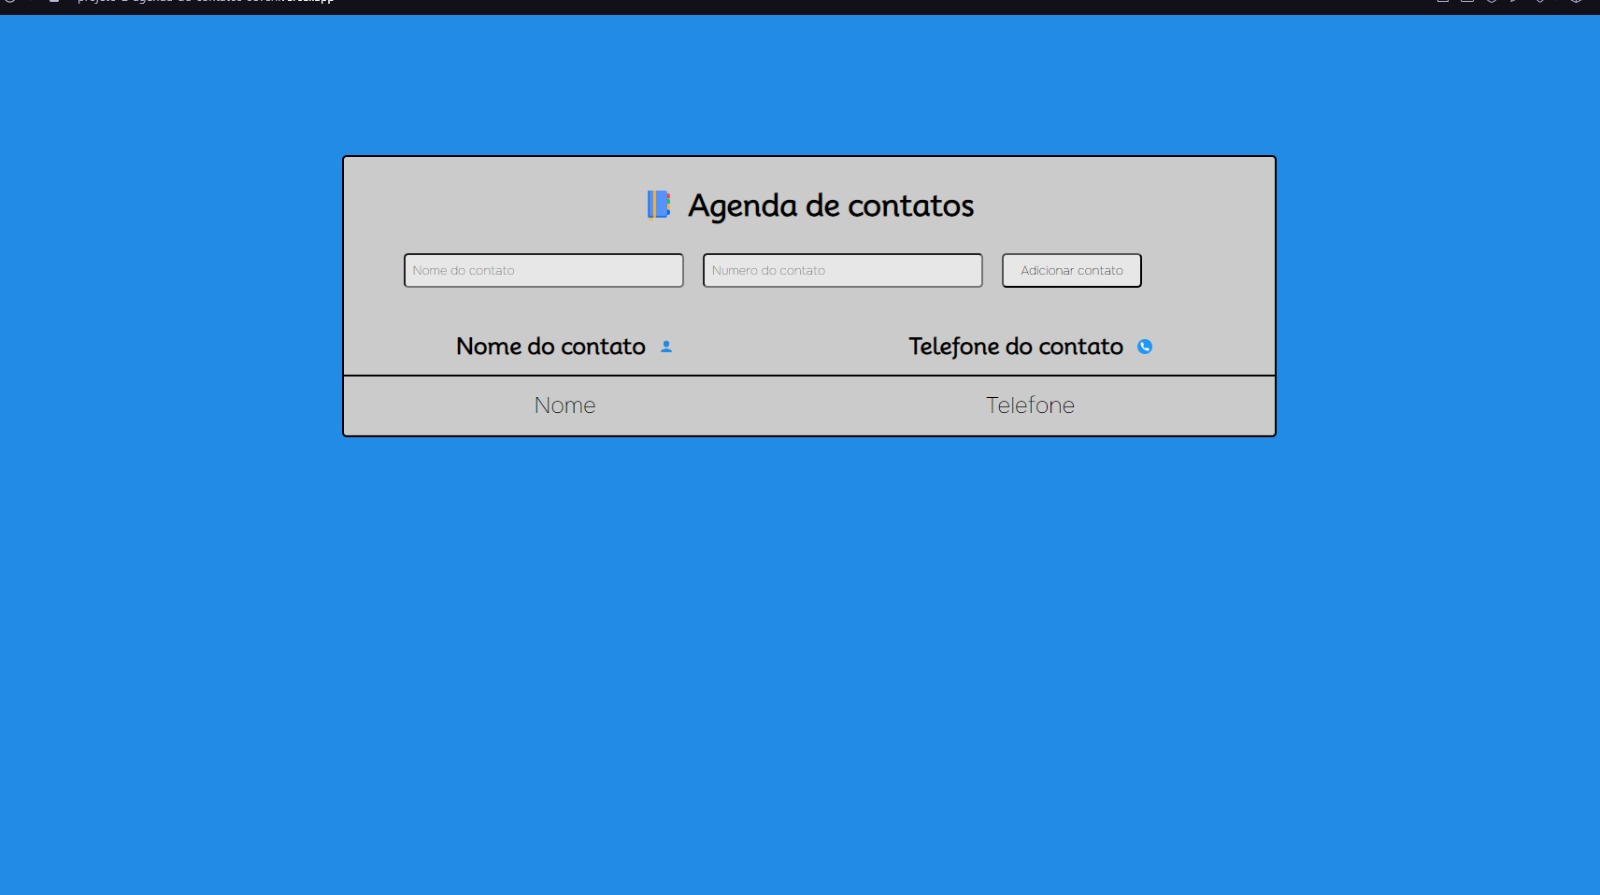 Agenda de contatos
Nome do contato
Numero do contato
Adicionar contato
Nome do contato
Telefone do contato
Nome
Telefone